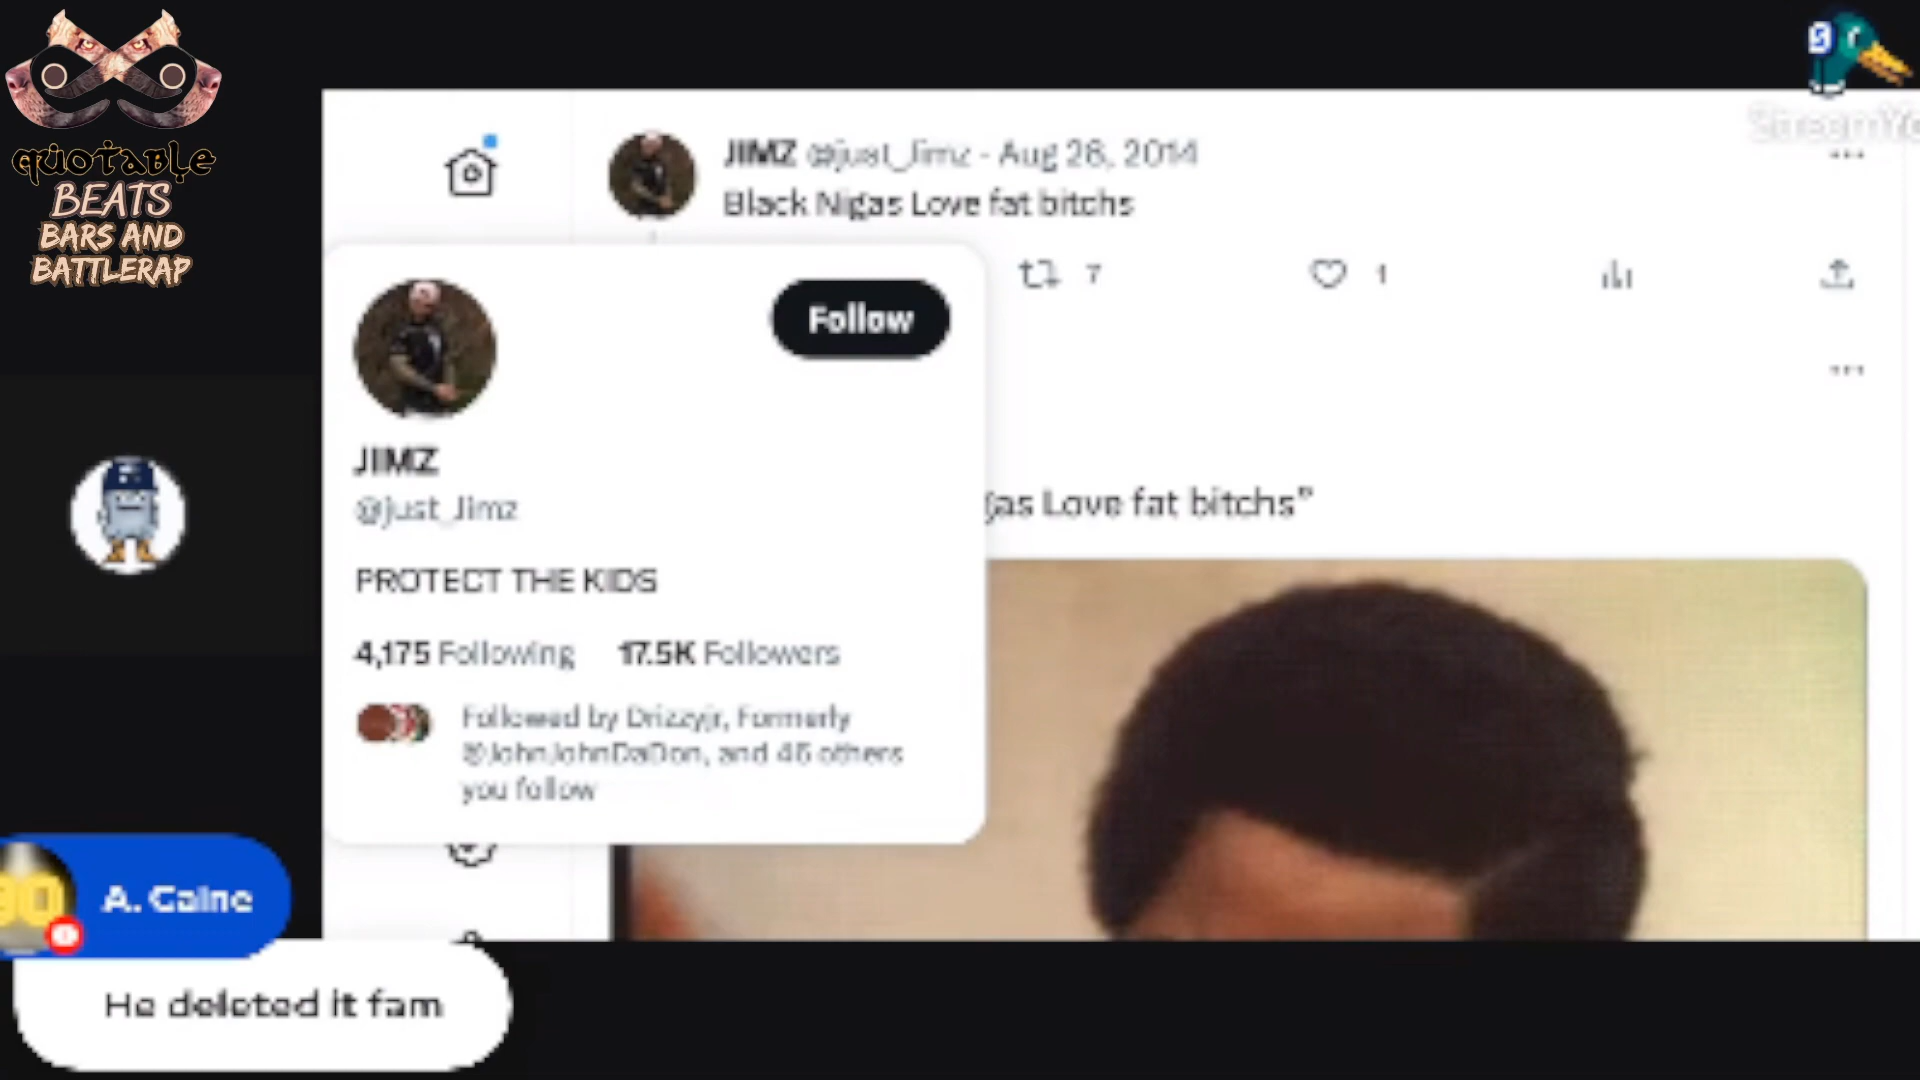 QUOTABLE
BEATS
BARS AND
BATTLERAP
JIMZ @just_Jimz - Aug 26, 2014
Black Nigas Love fat bitchs
7
1
Follow
JIMZ
@just_Jimz
gas Love fat bitchs"
PROTECT THE KIDS
4,175 Following 17.5K Followers
Followed by Drizzyjr, Formerly
@JohnJohnDaDon, and 46 others
you follow
A. Caine
He deleted it fam